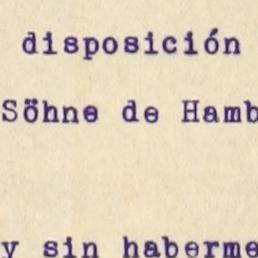 disposición
Söhne de Hamb
y sin haberme